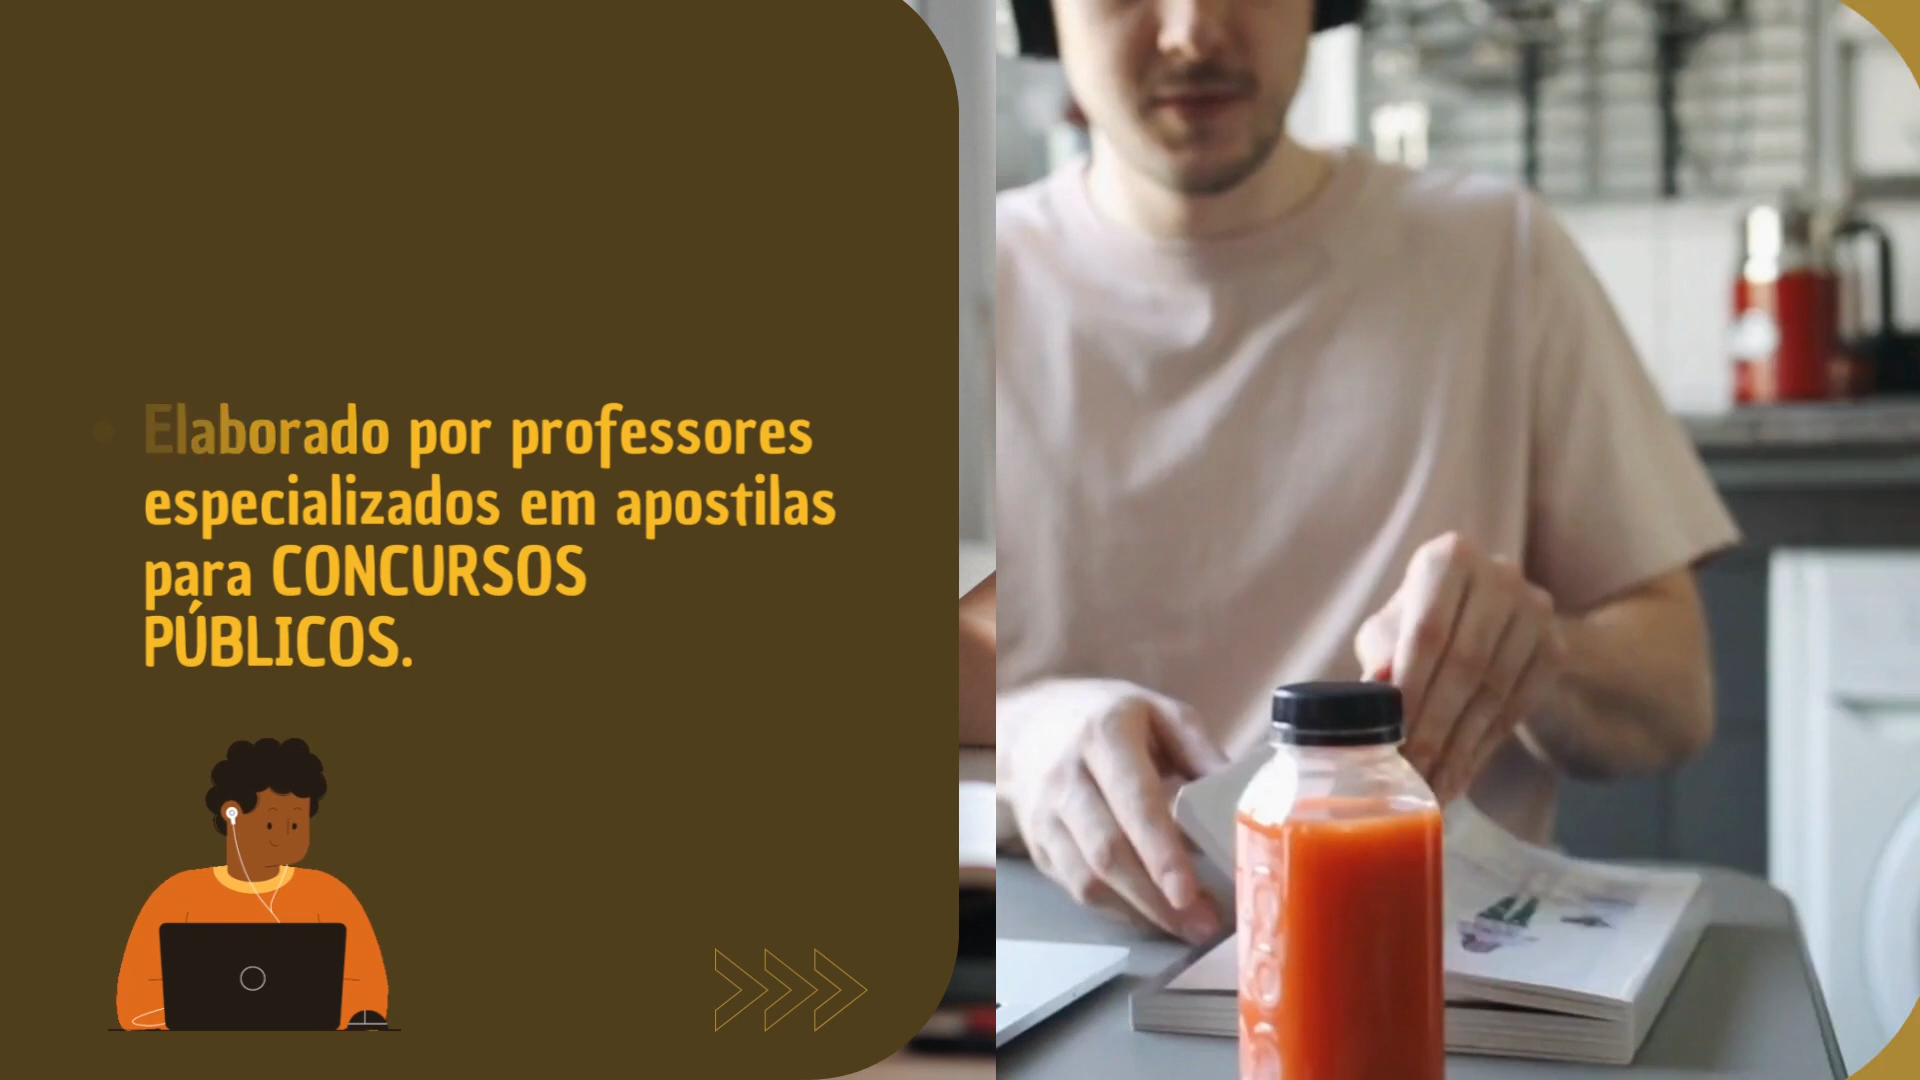 Elaborado por professores
especializados em apostilas
para CONCURSOS
PÚBLICOS.